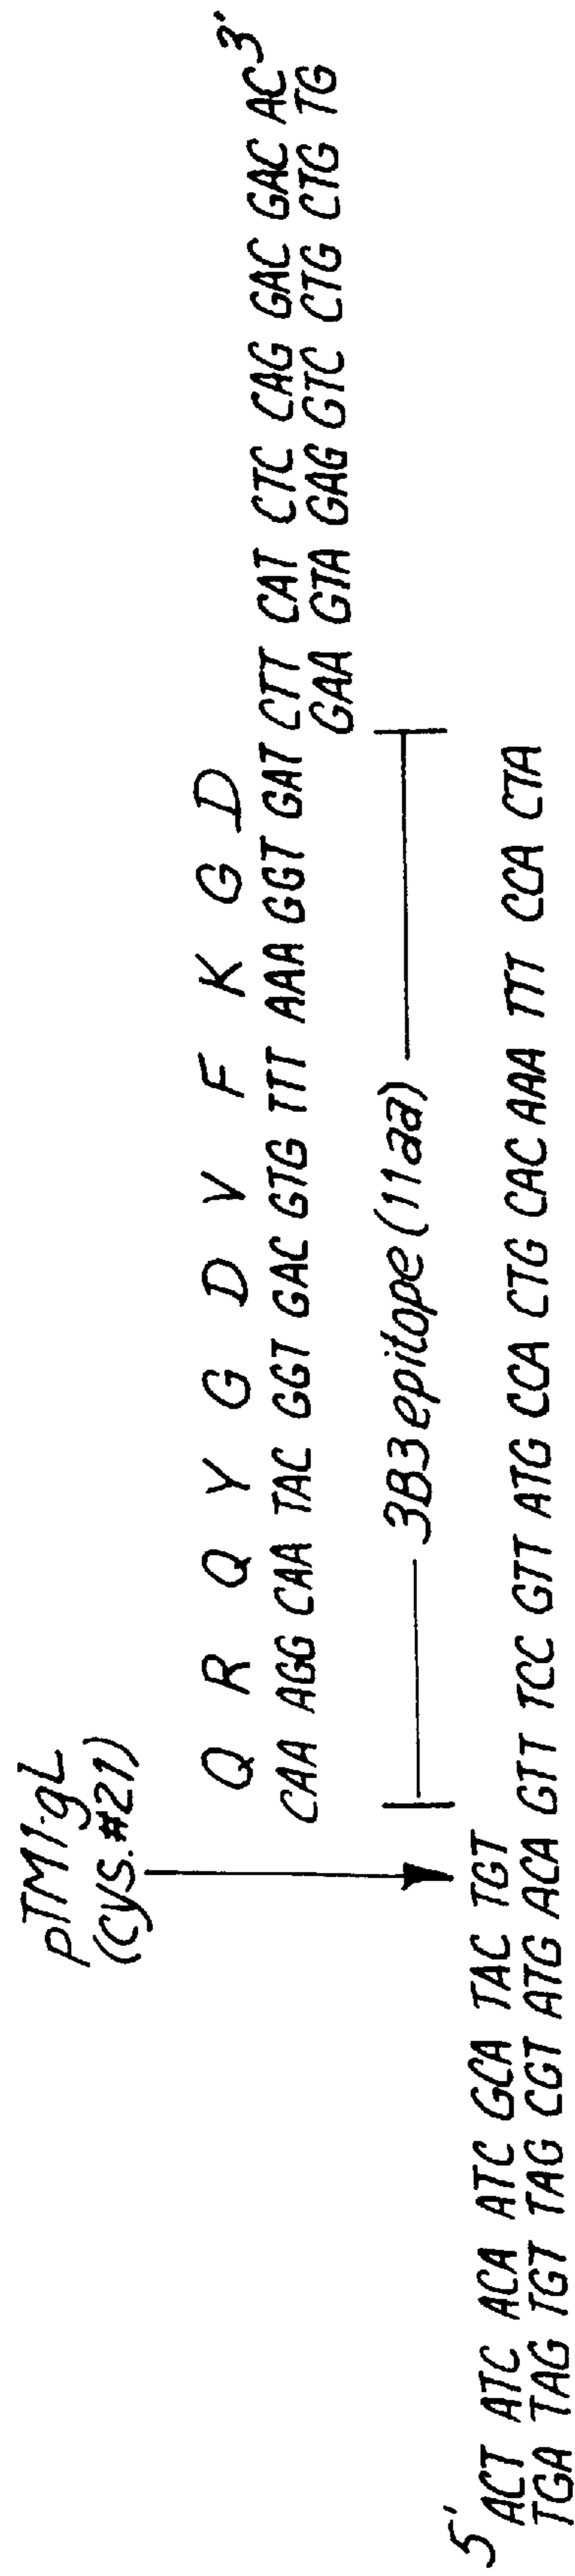 pTM1-gL
(cys.#21)
Q R Q Y G D V F K G D
CAA AGG CAA TAC GGT GAC GTG TTT AAA GGT GAT CTT CAT CTC CAG GAC GAC AC 3'
GAA GTA GAG GTC CTG CTG TG
3B3 epitope (11aa)
5' ACT ATC ACA ATC GCA TAC TGT
TGA TAG TGT TAG CGT ATG ACA GTT TCC GTT ATG CCA CTG CAC AAA TTT CCA CTA